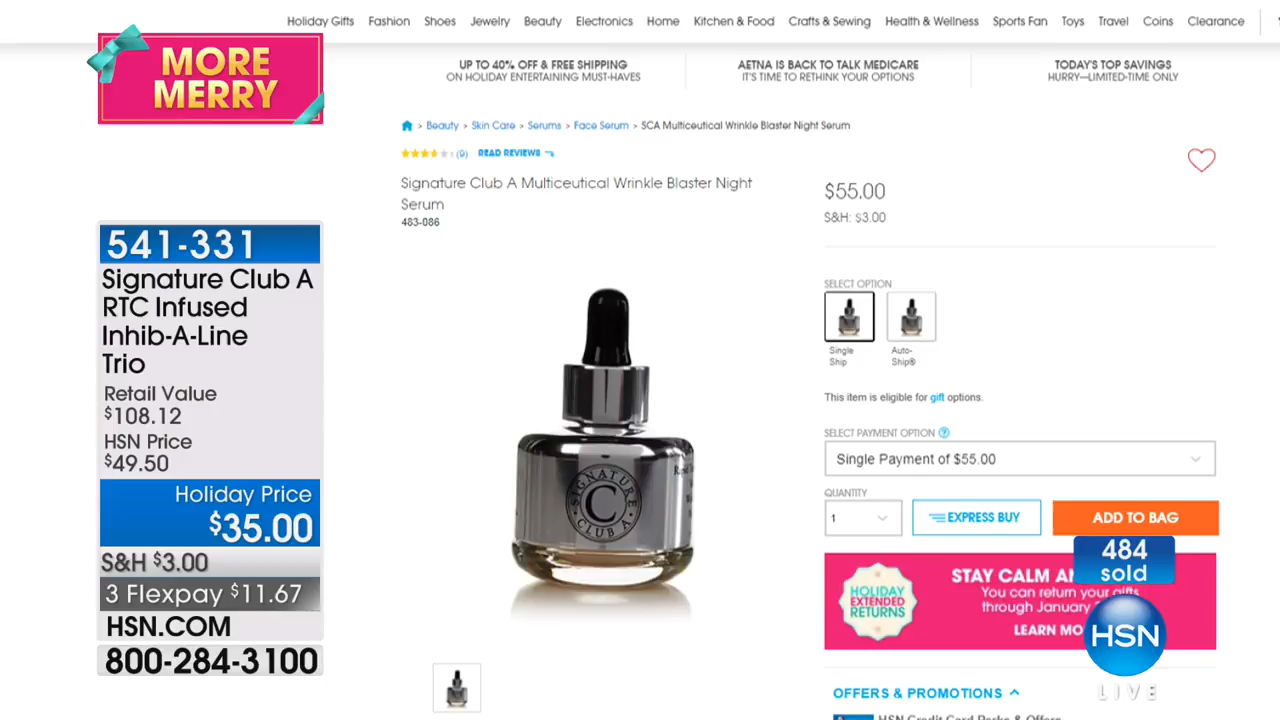 Holiday Gifts Fashion Shoes Jewelry Beauty Electronics Home Kitchen & Food Crafts & Sewing Health & Wellness Sports Fan Toys Travel Coins Clearance
MORE
MERRY
UP TO 40% OFF & FREE SHIPPING
ON HOLIDAY ENTERTAINING MUST-HAVES
AETNA IS BACK TO TALK MEDICARE
IT'S TIME TO RETHINK YOUR OPTIONS
TODAY'S TOP SAVINGS
HURRY—LIMITED-TIME ONLY
> Beauty > Skin Care > Serums > Face Serum > SCA Multiceutical Wrinkle Blaster Night Serum
(9) READ REVIEWS
Signature Club A Multiceutical Wrinkle Blaster Night
Serum
483-086
541-331
Signature Club A
RTC Infused
Inhib-A-Line
Trio
Retail Value
$108.12
HSN Price
$49.50
Holiday Price
$35.00
S&H $3.00
3 Flexpay $11.67
HSN.COM
800-284-3100
SIGNATURE
C
CLUB A
$55.00
S&H: $3.00
SELECT OPTION
Single
Ship
Auto-
Ship®
This item is eligible for gift options.
SELECT PAYMENT OPTION ?
Single Payment of $55.00
QUANTITY
1
EXPRESS BUY
ADD TO BAG
484
sold
HOLIDAY
EXTENDED
RETURNS
STAY CALM AN
You can return your gifts
through January
LEARN MO
HSN
LIVE
OFFERS & PROMOTIONS
HSN Credit Card Perks & Offers